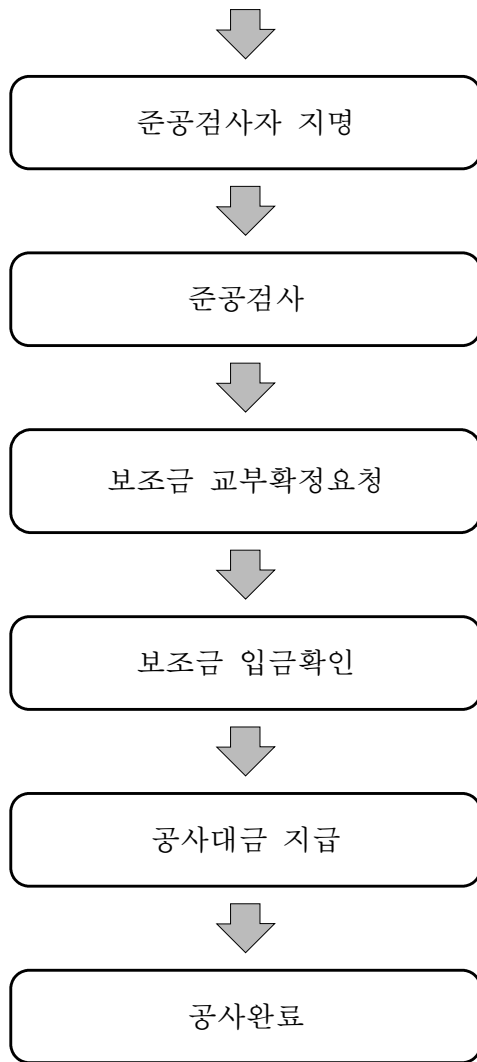 준공검사자 지명
준공검사
보조금 교부확정요청
보조금 입금확인
공사대금 지급
공사완료